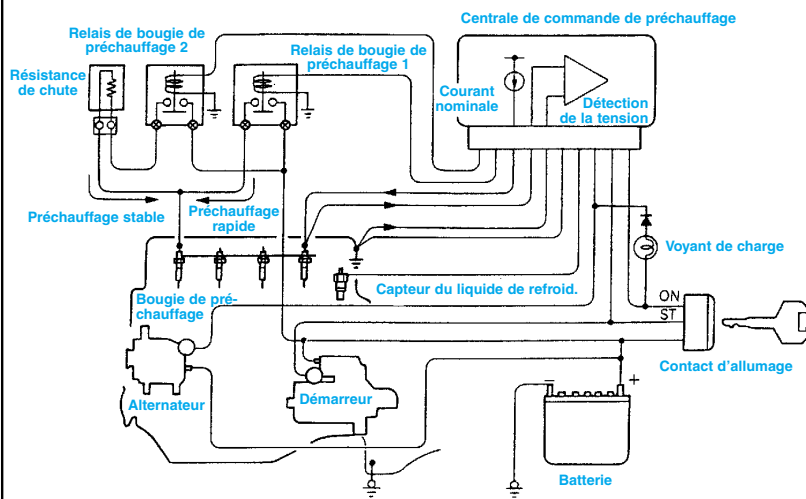 Centrale de commande de préchauffage
Relais de bougie de
préchauffage 2
Relais de bougie de
préchauffage 1
Résistance
de chute
Courant
nominale
Détection
de la tension
Préchauffage stable
Préchauffage
rapide
Voyant de charge
Bougie de pré-
chauffage
Capteur du liquide de refroid.
ON
ST
Contact d'allumage
Alternateur
Démarreur
– +
Batterie